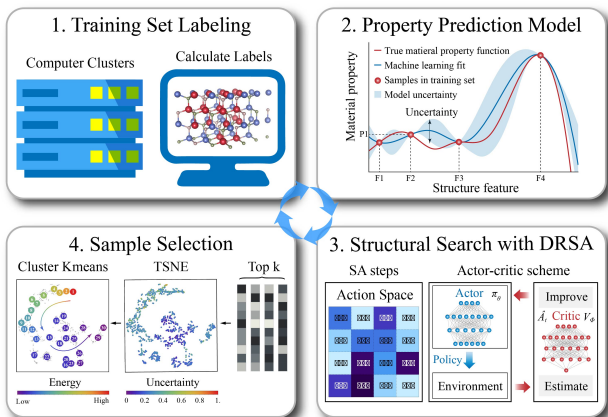 1. Training Set Labeling
Computer Clusters
Calculate Labels
2. Property Prediction Model
Material property
True matieral property function
Machine learning fit
Samples in training set
Model uncertainty
Uncertainty
F1
F2
F3
F4
Structure feature
4. Sample Selection
Cluster Kmeans
TSNE
Top k
Energy
Low
High
Uncertainty
0 0.2 0.4 0.6 0.8 1.
3. Structural Search with DRSA
SA steps
Actor-critic scheme
Action Space
Actor
Policy
Environment
Improve
Critic
Estimate